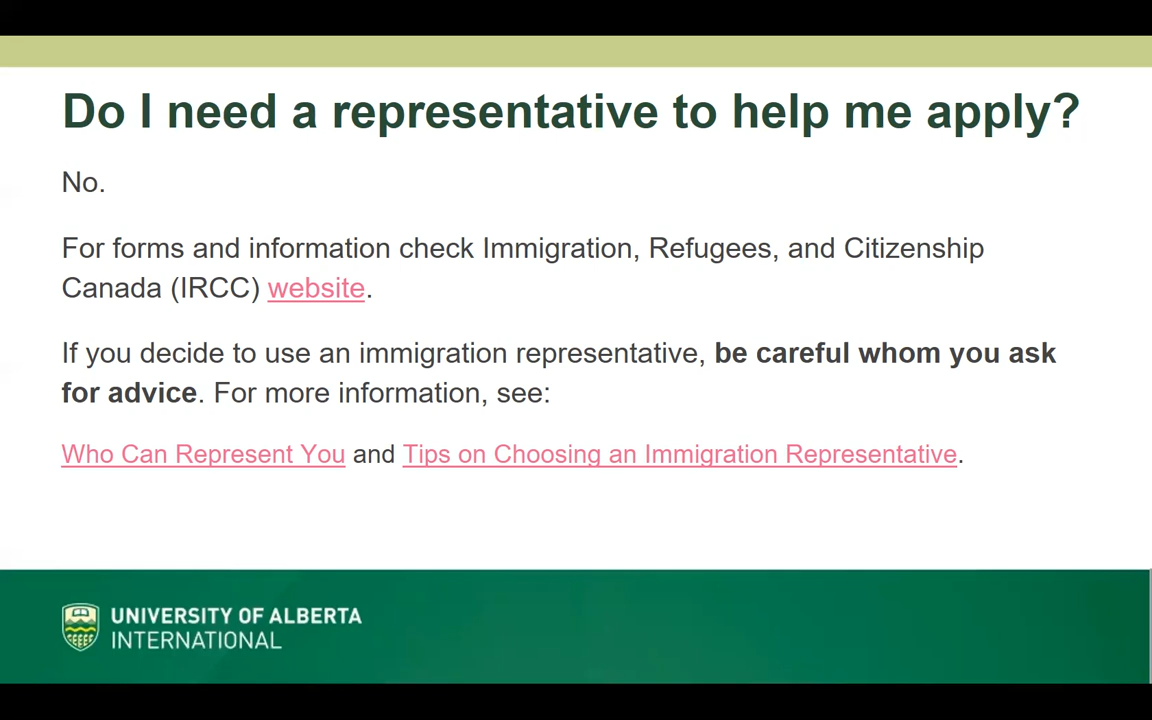 Do I need a representative to help me apply?
No.
For forms and information check Immigration, Refugees, and Citizenship
Canada (IRCC) website.
If you decide to use an immigration representative, be careful whom you ask
for advice. For more information, see:
Who Can Represent You and Tips on Choosing an Immigration Representative.
UNIVERSITY OF ALBERTA
INTERNATIONAL